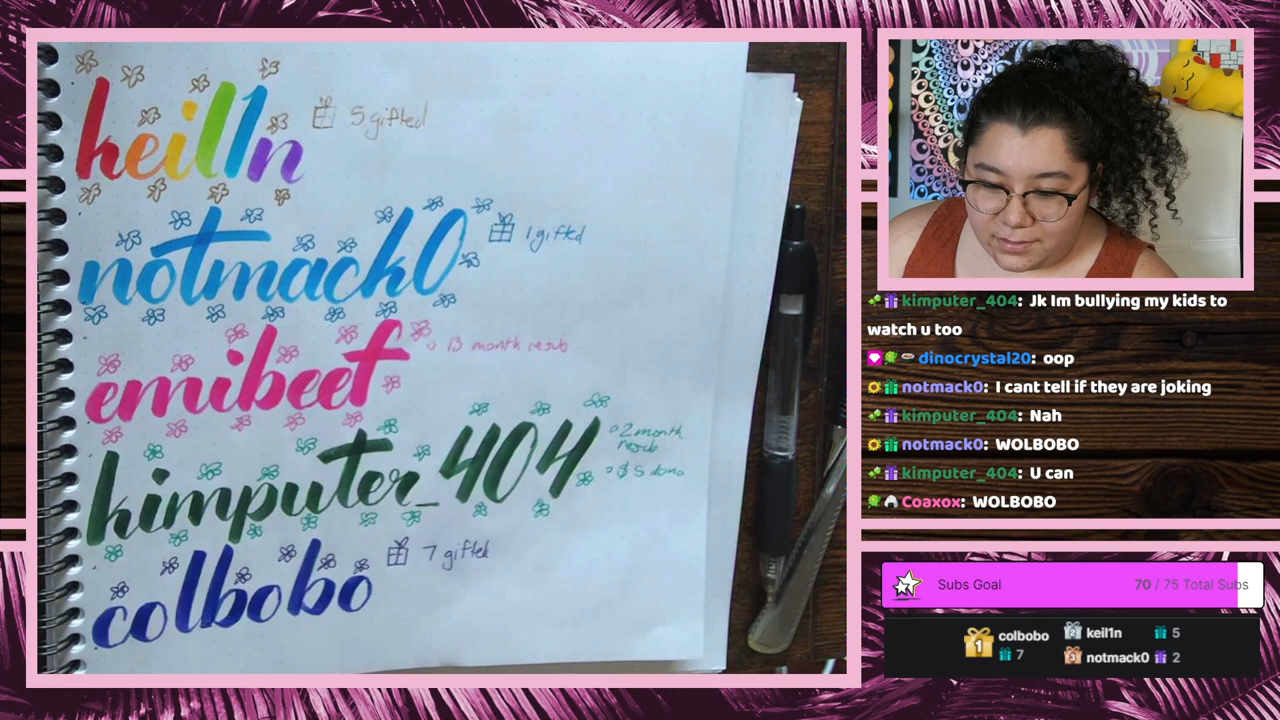 keil1n 5 gifted
notmack0 1 gifted
emibeef 13 month resub
kimputer_404 2 month
resub
$5 dono
colbobo 7 gifted
kimputer_404: Jk Im bullying my kids to
watch u too
dinocrystal20: oop
notmack0: I cant tell if they are joking
kimputer_404: Nah
notmack0: WOLBOBO
kimputer_404: U can
Coaxox: WOLBOBO
Subs Goal 70 / 75 Total Subs
1 colbobo 7
2 keil1n 5
3 notmack0 2